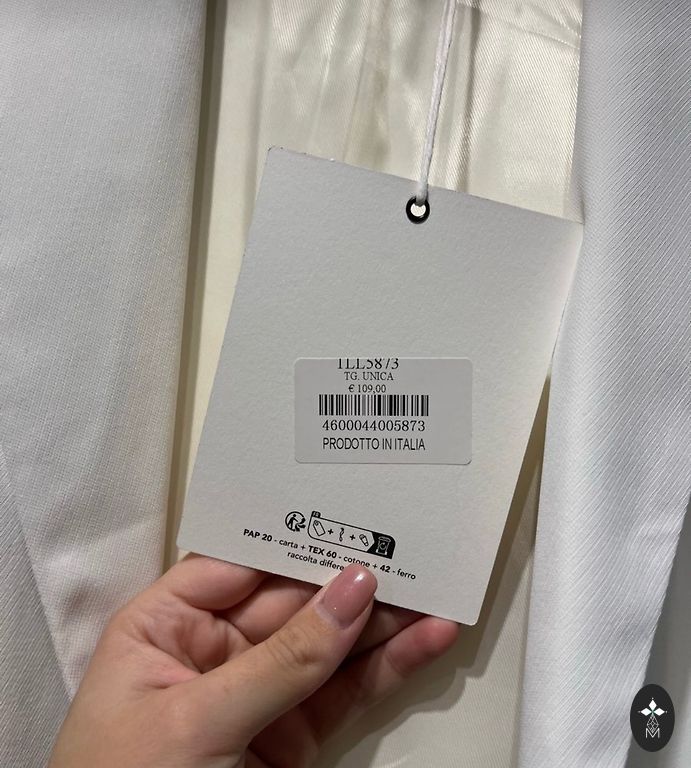 1LL5873
TG. UNICA
€ 109,00
4600044005873
PRODOTTO IN ITALIA
PAP 20 - carta + TEX 60 - cotone + 42 - ferro
raccolta differe
M